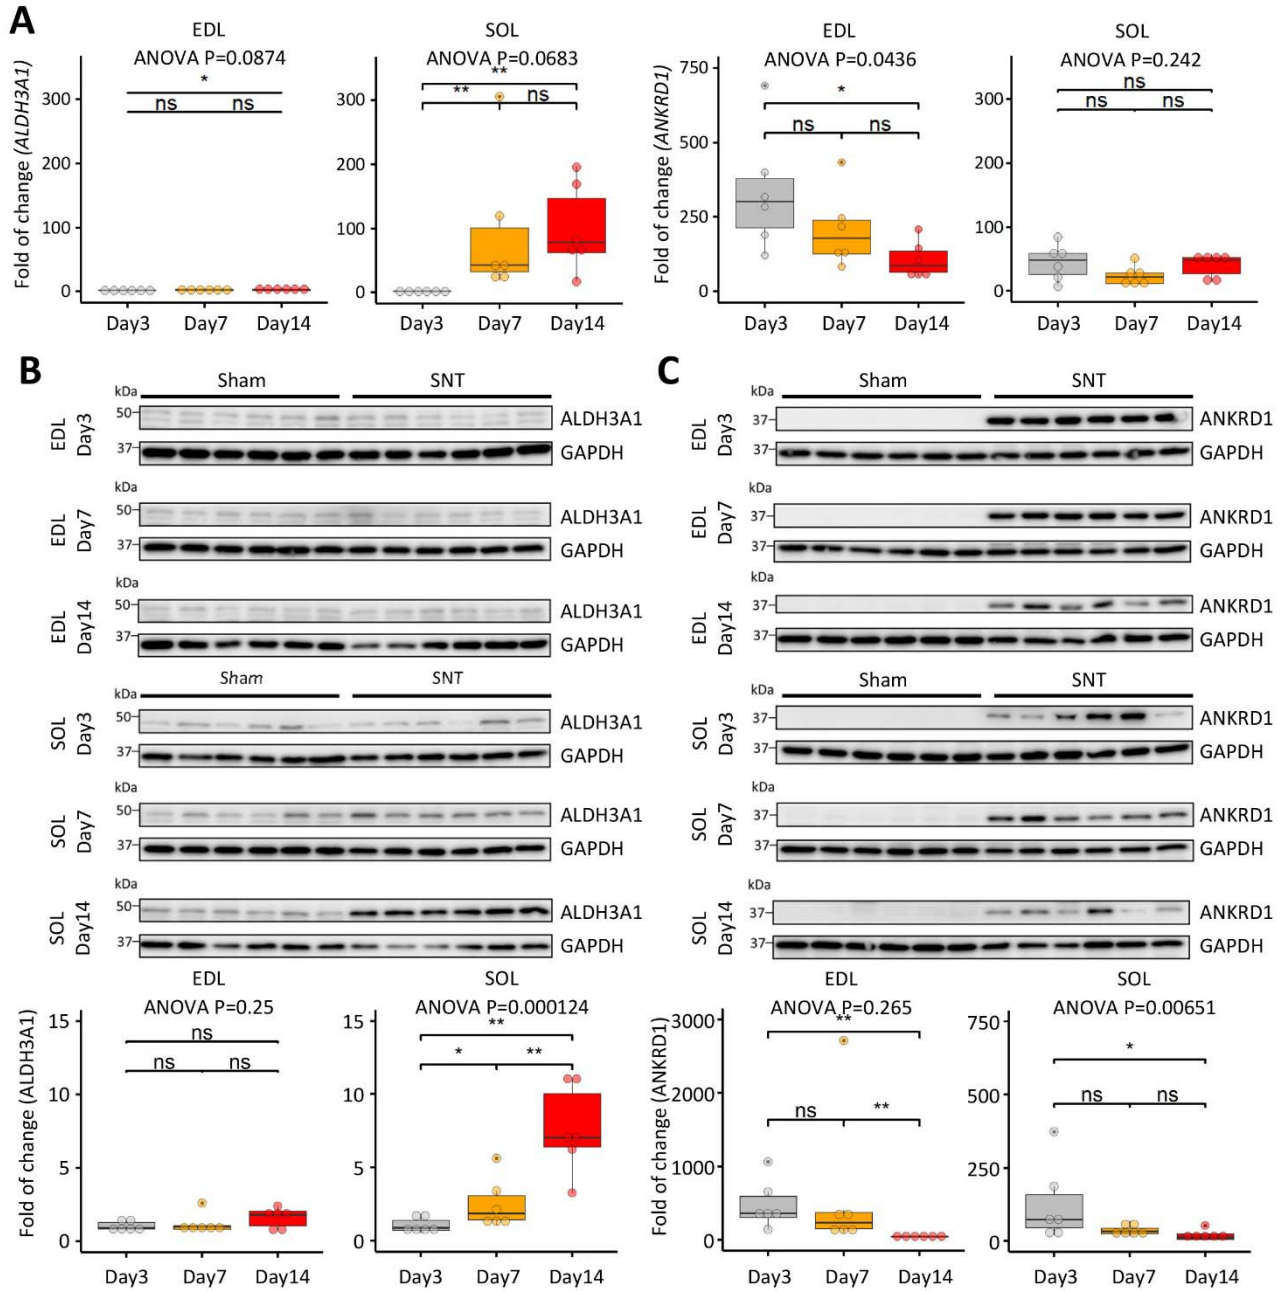 A
EDL
ANOVA P=0.0874
Fold of change (ALDH3A1)
300
200
100
0
*
ns
ns
Day3
Day7
Day14
SOL
ANOVA P=0.0683
300
200
100
0
**
**
ns
Day3
Day7
Day14
EDL
ANOVA P=0.0436
Fold of change (ANKRD1)
750
500
250
0
*
ns
ns
Day3
Day7
Day14
SOL
ANOVA P=0.242
300
200
100
0
ns
ns
ns
Day3
Day7
Day14
B
Sham
SNT
kDa
EDL
Day3
50
ALDH3A1
37
GAPDH
kDa
EDL
Day7
50
ALDH3A1
37
GAPDH
kDa
EDL
Day14
50
ALDH3A1
37
GAPDH
Sham
SNT
kDa
SOL
Day3
50
ALDH3A1
37
GAPDH
kDa
SOL
Day7
50
ALDH3A1
37
GAPDH
kDa
SOL
Day14
50
ALDH3A1
37
GAPDH
EDL
ANOVA P=0.25
Fold of change (ALDH3A1)
15
10
5
0
ns
ns
ns
Day3
Day7
Day14
SOL
ANOVA P=0.000124
15
10
5
0
**
*
**
Day3
Day7
Day14
C
Sham
SNT
kDa
EDL
Day3
37
ANKRD1
37
GAPDH
kDa
EDL
Day7
37
ANKRD1
37
GAPDH
kDa
EDL
Day14
37
ANKRD1
37
GAPDH
Sham
SNT
kDa
SOL
Day3
37
ANKRD1
37
GAPDH
kDa
SOL
Day7
37
ANKRD1
37
GAPDH
kDa
SOL
Day14
37
ANKRD1
37
GAPDH
EDL
ANOVA P=0.265
Fold of change (ANKRD1)
3000
2000
1000
0
**
ns
**
Day3
Day7
Day14
SOL
ANOVA P=0.00651
750
500
250
0
*
ns
ns
Day3
Day7
Day14